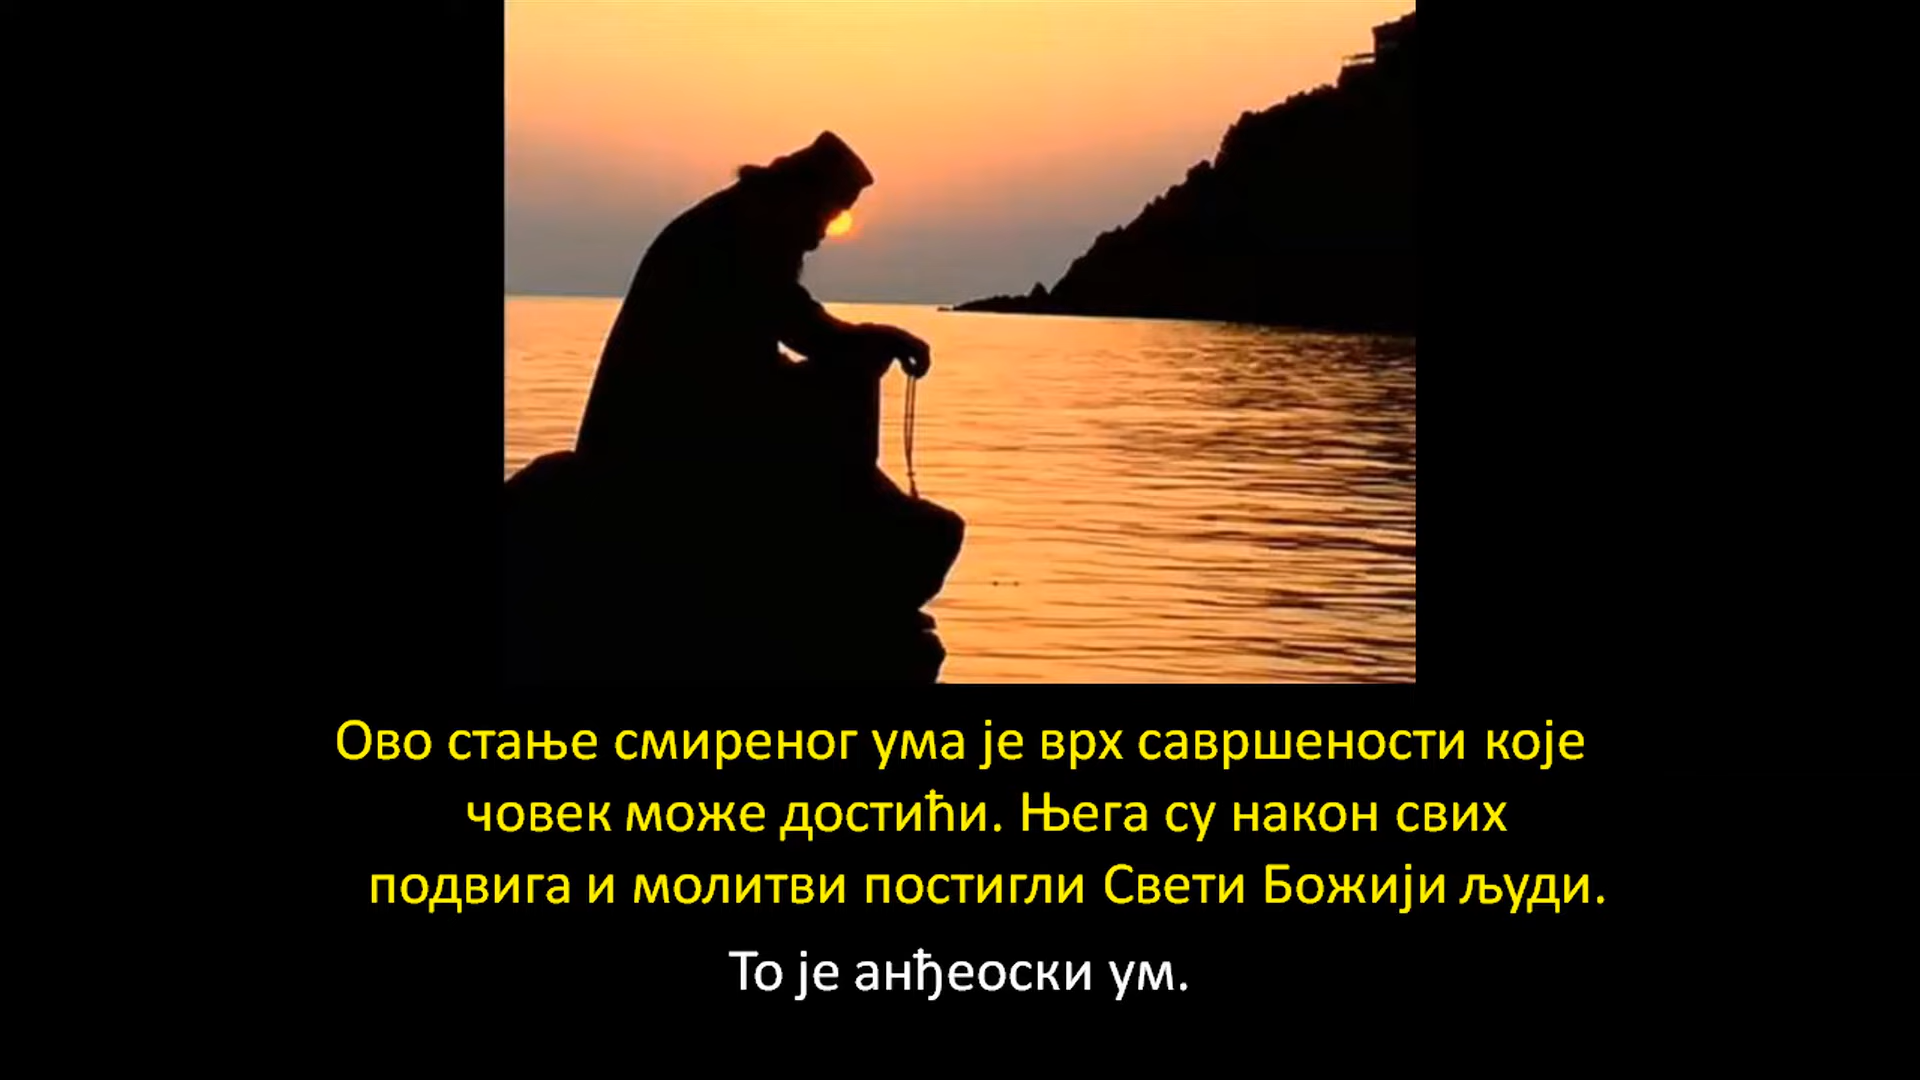 Ово стање смиреног ума је врх савршености које
човек може достићи. Њега су након свих
подвига и молитви постигли Свети Божији људи.
То је анђеоски ум.